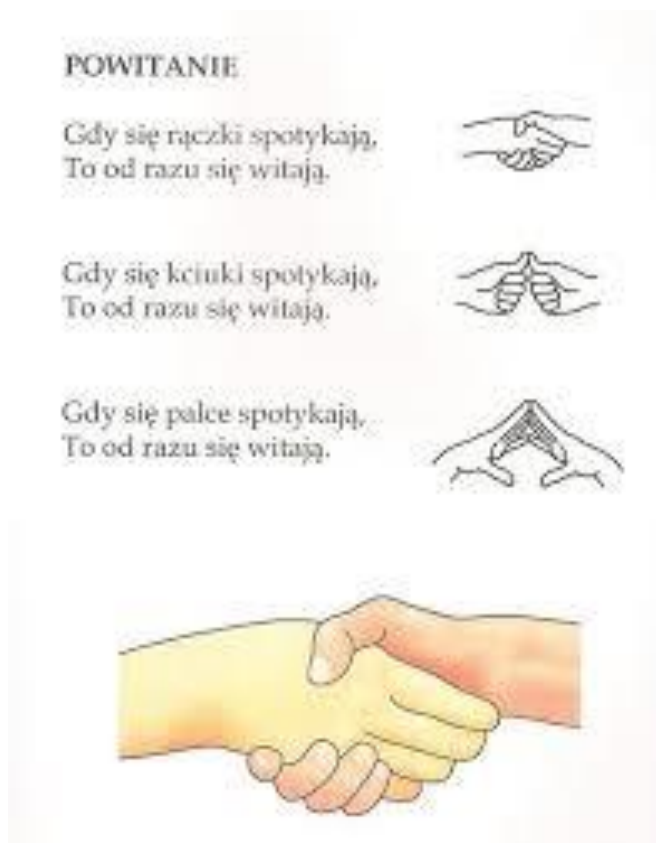 POWITANIE
Gdy się rączki spotykają,
To od razu się witają.
Gdy się kciuki spotykają,
To od razu się witają.
Gdy się palce spotykają,
To od razu się witają.